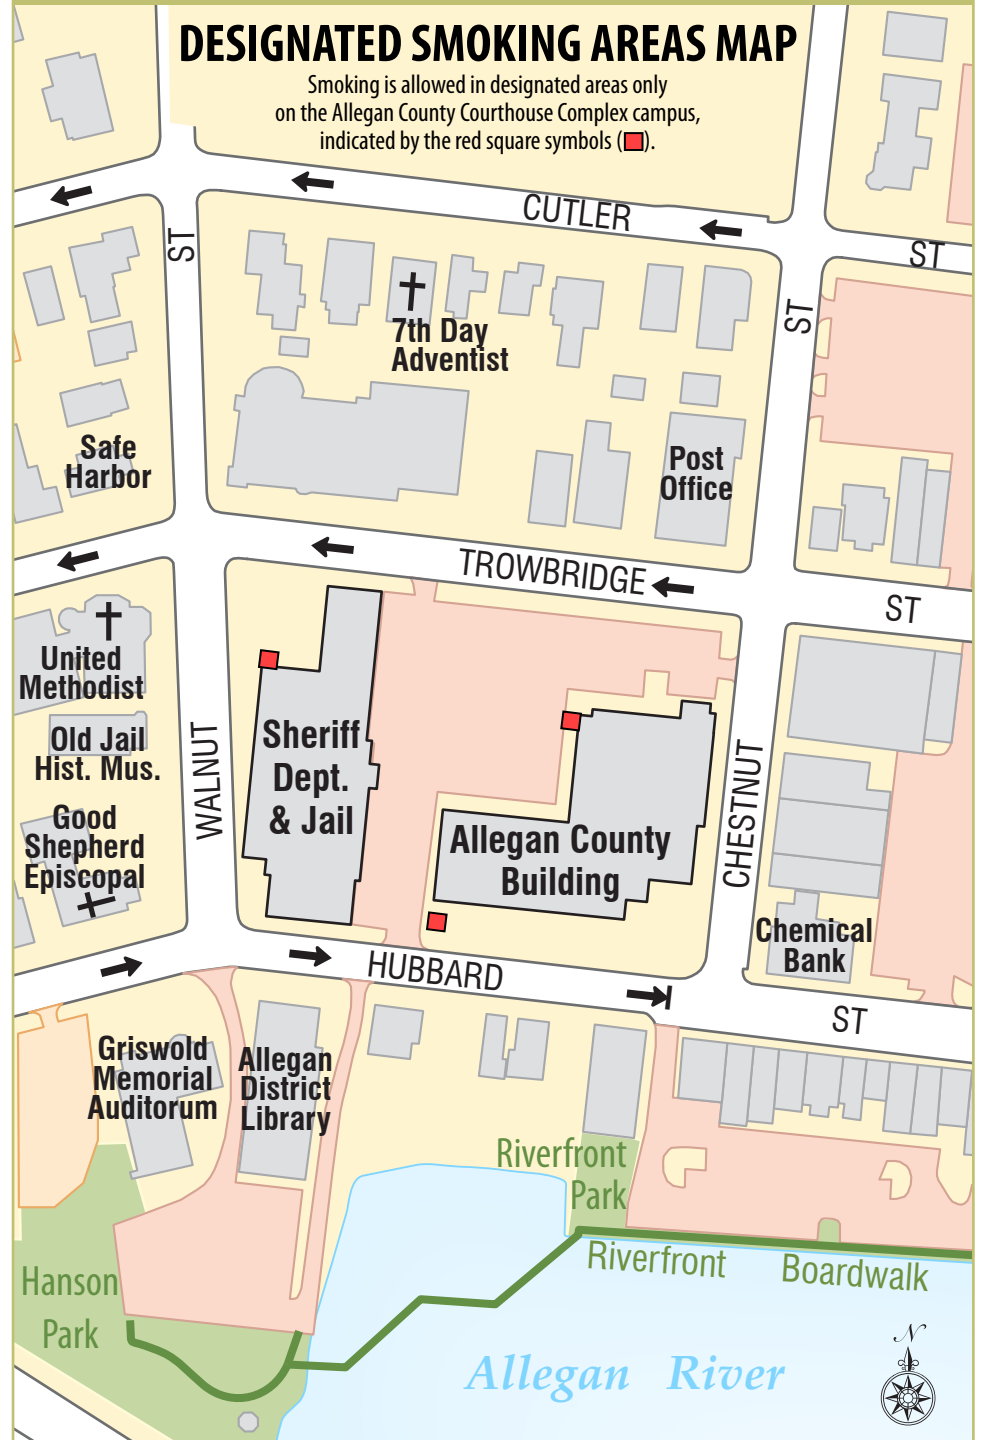 DESIGNATED SMOKING AREAS MAP
Smoking is allowed in designated areas only
on the Allegan County Courthouse Complex campus,
indicated by the red square symbols ( ).
CUTLER
ST
ST
ST
7th Day
Adventist
Safe
Harbor
Post
Office
TROWBRIDGE
ST
United
Methodist
Old Jail
Hist. Mus.
Good
Shepherd
Episcopal
WALNUT
Sheriff
Dept.
& Jail
Allegan County
Building
CHESTNUT
Chemical
Bank
HUBBARD
ST
Griswold
Memorial
Auditorum
Allegan
District
Library
Riverfront
Park
Riverfront
Boardwalk
Hanson
Park
Allegan River
N